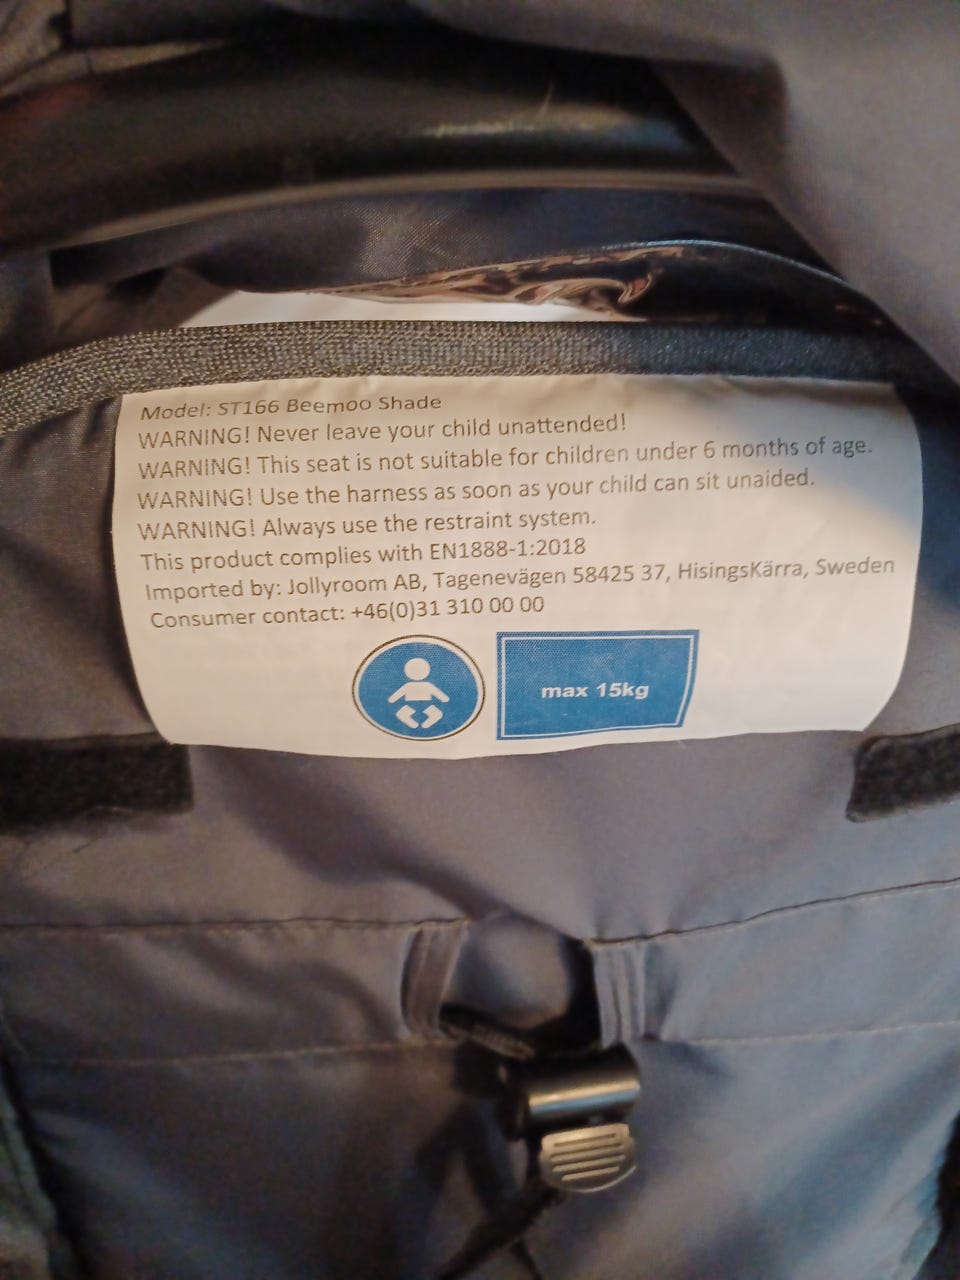 Model: ST166 Beemoo Shade
WARNING! Never leave your child unattended!
WARNING! This seat is not suitable for children under 6 months of age.
WARNING! Use the harness as soon as your child can sit unaided.
WARNING! Always use the restraint system.
This product complies with EN1888-1:2018
Imported by: Jollyroom AB, Tagenevägen 58425 37, HisingsKärra, Sweden
Consumer contact: +46(0)31 310 00 00
max 15kg